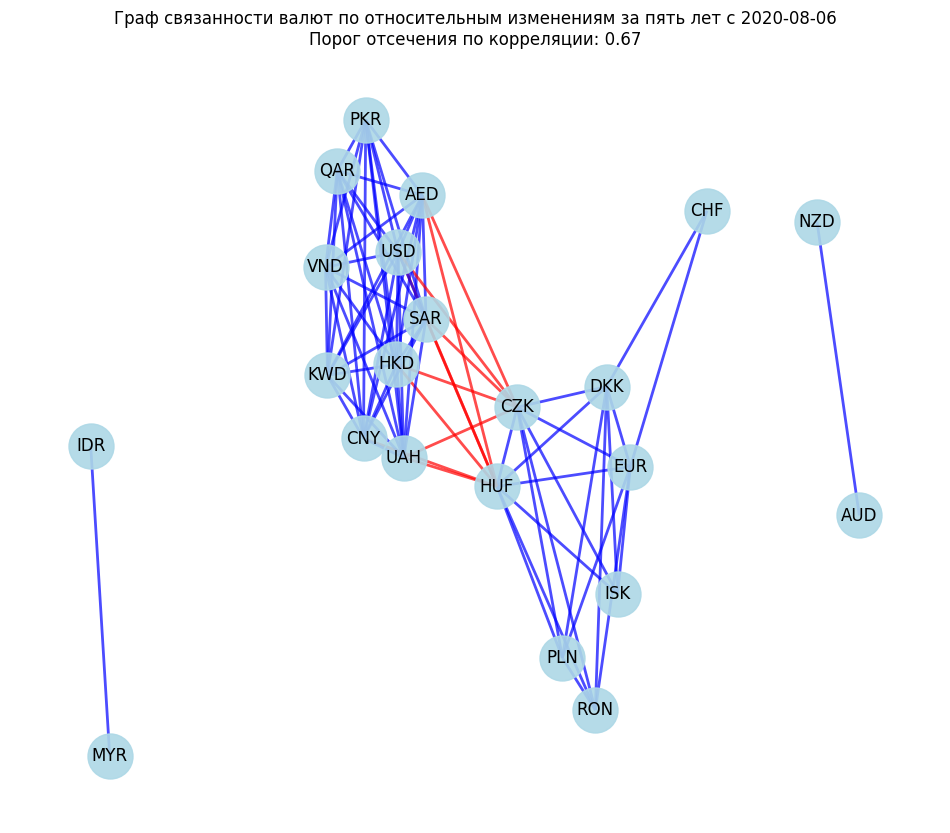 Граф связанности валют по относительным изменениям за пять лет с 2020-08-06
Порог отсечения по корреляции: 0.67
PKR
QAR
AED
CHF
NZD
USD
VND
SAR
HKD
KWD
DKK
CZK
CNY
IDR
UAH
EUR
HUF
AUD
ISK
PLN
RON
MYR